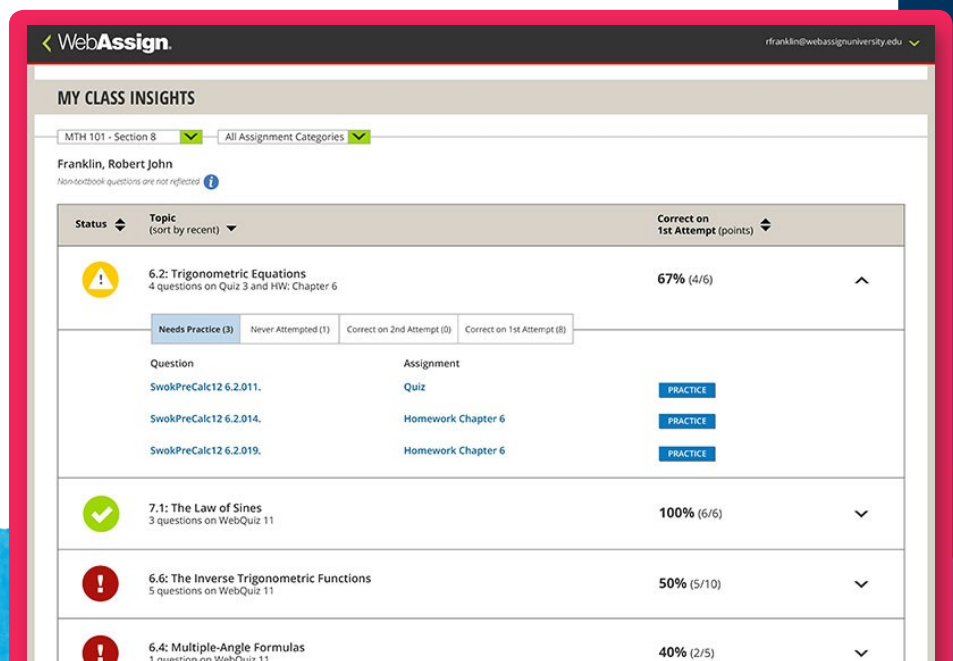 WebAssign.
rfranklin@webassignuniversity.edu
MY CLASS INSIGHTS
MTH 101 - Section 8
All Assignment Categories
Franklin, Robert John
Non-textbook questions are not reflected i
Status
Topic
(sort by recent)
Correct on
1st Attempt (points)
!
6.2: Trigonometric Equations
4 questions on Quiz 3 and HW: Chapter 6
67% (4/6)
Needs Practice (3) Never Attempted (1) Correct on 2nd Attempt (0) Correct on 1st Attempt (8)
Question Assignment
SwokPreCalc12 6.2.011. Quiz PRACTICE
SwokPreCalc12 6.2.014. Homework Chapter 6 PRACTICE
SwokPreCalc12 6.2.019. Homework Chapter 6 PRACTICE
7.1: The Law of Sines
3 questions on WebQuiz 11
100% (6/6)
!
6.6: The Inverse Trigonometric Functions
5 questions on WebQuiz 11
50% (5/10)
!
6.4: Multiple-Angle Formulas
1 question on WebQuiz 11
40% (2/5)